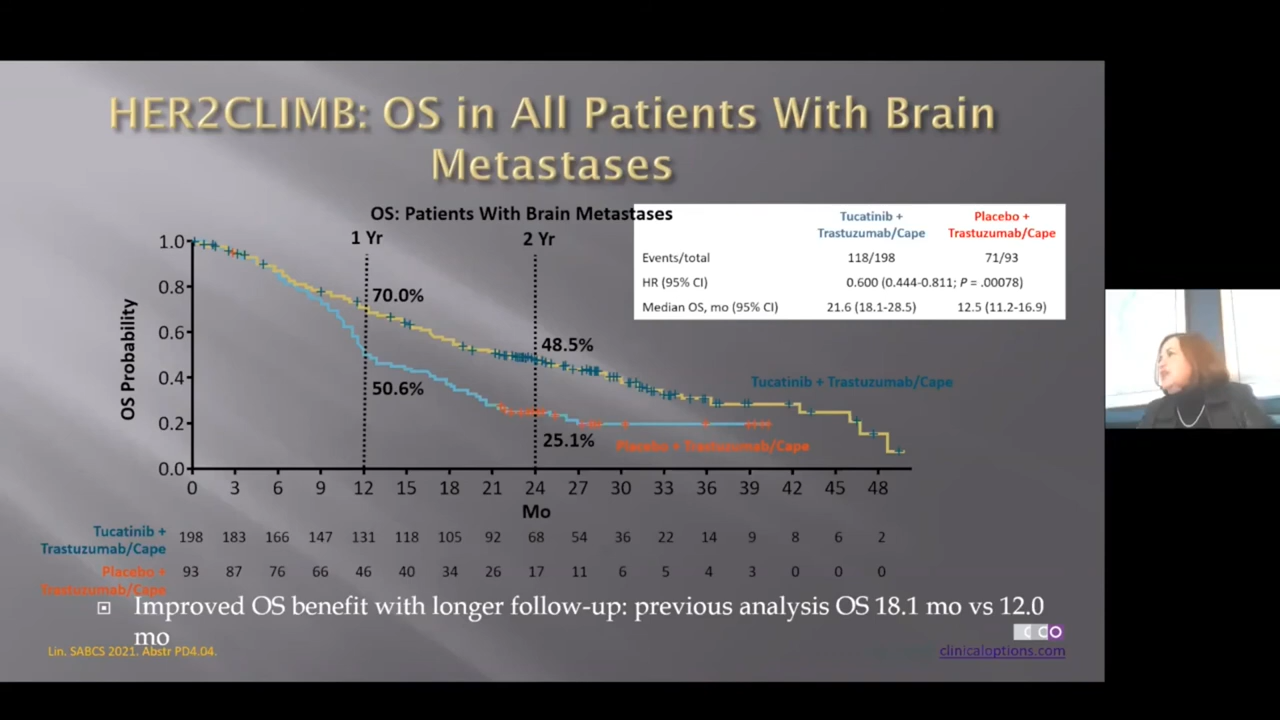 HER2CLIMB: OS in All Patients With Brain
Metastases
OS: Patients With Brain Metastases
1 Yr
2 Yr
Tucatinib +
Trastuzumab/Cape
Placebo +
Trastuzumab/Cape
Events/total 118/198 71/93
HR (95% CI) 0.600 (0.444-0.811; P = .00078)
Median OS, mo (95% CI) 21.6 (18.1-28.5) 12.5 (11.2-16.9)
OS Probability
1.0
0.8
0.6
0.4
0.2
0.0
70.0%
50.6%
48.5%
25.1%
Tucatinib + Trastuzumab/Cape
Placebo + Trastuzumab/Cape
0 3 6 9 12 15 18 21 24 27 30 33 36 39 42 45 48
Mo
Tucatinib +
Trastuzumab/Cape
198 183 166 147 131 118 105 92 68 54 36 22 14 9 8 6 2
Placebo +
Trastuzumab/Cape
93 87 76 66 46 40 34 26 17 11 6 5 4 3 0 0 0
Improved OS benefit with longer follow-up: previous analysis OS 18.1 mo vs 12.0
mo
Lin. SABCS 2021. Abstr PD4.04.
CCO
clinicaloptions.com